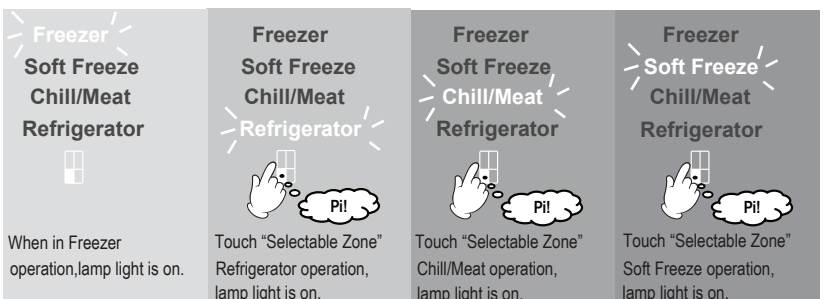 Freezer
Soft Freeze
Chill/Meat
Refrigerator
When in Freezer
operation,lamp light is on.
Freezer
Soft Freeze
Chill/Meat
Refrigerator
Pi!
Touch “Selectable Zone”
Refrigerator operation,
lamp light is on.
Freezer
Soft Freeze
Chill/Meat
Refrigerator
Pi!
Touch “Selectable Zone”
Chill/Meat operation,
lamp light is on.
Freezer
Soft Freeze
Chill/Meat
Refrigerator
Pi!
Touch “Selectable Zone”
Soft Freeze operation,
lamp light is on.